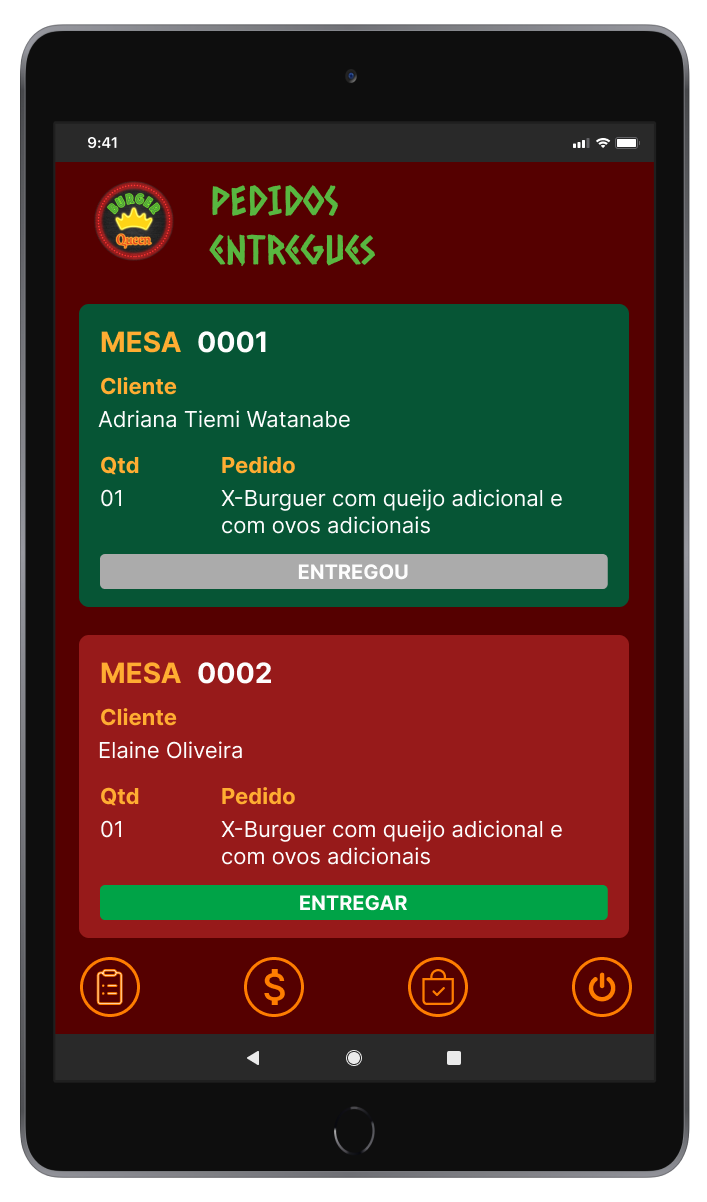 9:41
BURGER
Queen
PEDIDOS
ENTREGUES
MESA 0001
Cliente
Adriana Tiemi Watanabe
Qtd Pedido
01 X-Burguer com queijo adicional e
com ovos adicionais
ENTREGOU
MESA 0002
Cliente
Elaine Oliveira
Qtd Pedido
01 X-Burguer com queijo adicional e
com ovos adicionais
ENTREGAR
$